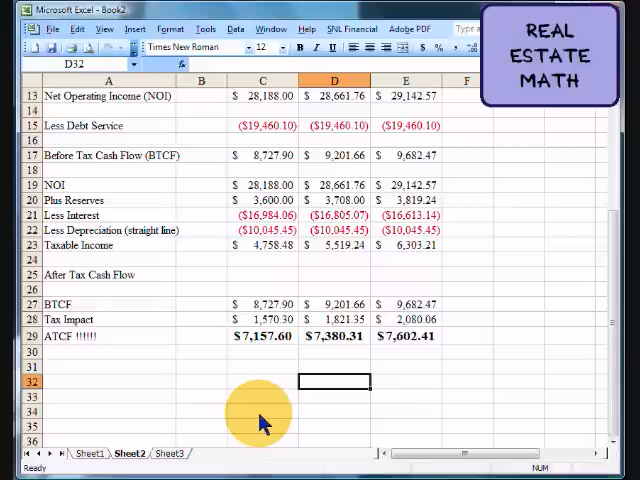 Microsoft Excel - Book2
REAL
ESTATE
MATH
File Edit View Insert Format Tools Data Window Help SNL Financial Adobe PDF Type a
Times New Roman 12 B I U $ %
D32 fx
A B C D E F
13 Net Operating Income (NOI) $ 28,188.00 $ 28,661.76 $ 29,142.57
14
15 Less Debt Service ($19,460.10) ($19,460.10) ($19,460.10)
16
17 Before Tax Cash Flow (BTCF) $ 8,727.90 $ 9,201.66 $ 9,682.47
18
19 NOI $ 28,188.00 $ 28,661.76 $ 29,142.57
20 Plus Reserves $ 3,600.00 $ 3,708.00 $ 3,819.24
21 Less Interest ($16,984.06) ($16,805.07) ($16,613.14)
22 Less Depreciation (straight line) ($10,045.45) ($10,045.45) ($10,045.45)
23 Taxable Income $ 4,758.48 $ 5,519.24 $ 6,303.21
24
25 After Tax Cash Flow
26
27 BTCF $ 8,727.90 $ 9,201.66 $ 9,682.47
28 Tax Impact $ 1,570.30 $ 1,821.35 $ 2,080.06
29 ATCF !!!!!! $7,157.60 $7,380.31 $7,602.41
30
31
32
33
34
35
36
Sheet1 Sheet2 Sheet3
Ready NUM